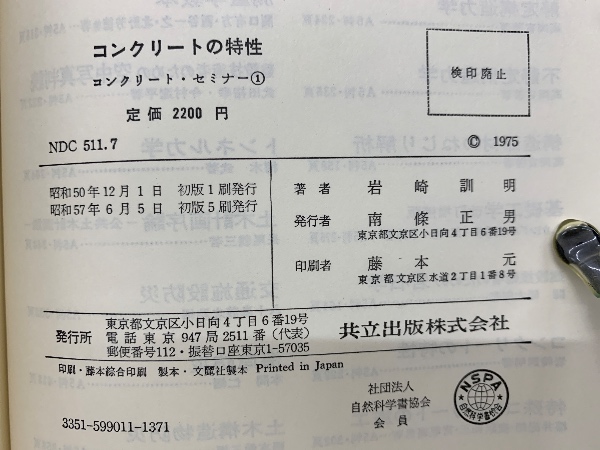 コンクリートの特性
コンクリート・セミナー①
定価 2200 円
検印廃止
NDC 511.7
© 1975
昭和50年12月1日 初版1刷発行
昭和57年6月5日 初版5刷発行
著者 岩崎訓明
発行者 南條正男
東京都文京区小日向4丁目6番19号
印刷者 藤本元
東京都文京区水道2丁目1番8号
発行所
東京都文京区小日向4丁目6番19号
電話 東京 947局 2511番(代表)
郵便番号112・振替口座東京1-57035
共立出版株式会社
印刷・藤本綜合印刷 製本・文糯社製本 Printed in Japan
社団法人
自然科学書協会
会員
NSPA
自然科学書協会
3351-599011-1371